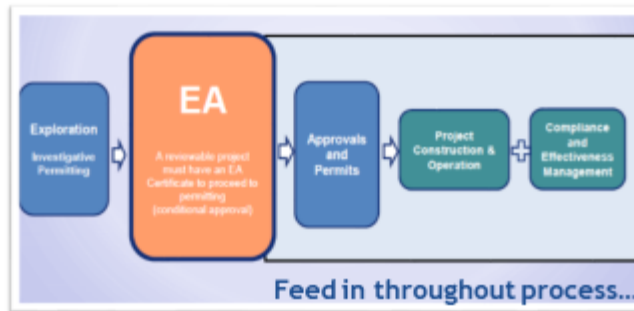 Exploration
Investigative
Permitting
EA
A reviewable project
must have an EA
Certificate to proceed to
permitting
(conditional approval)
Approvals
and
Permits
Project
Construction &
Operation
Compliance
and
Effectiveness
Management
Feed in throughout process...